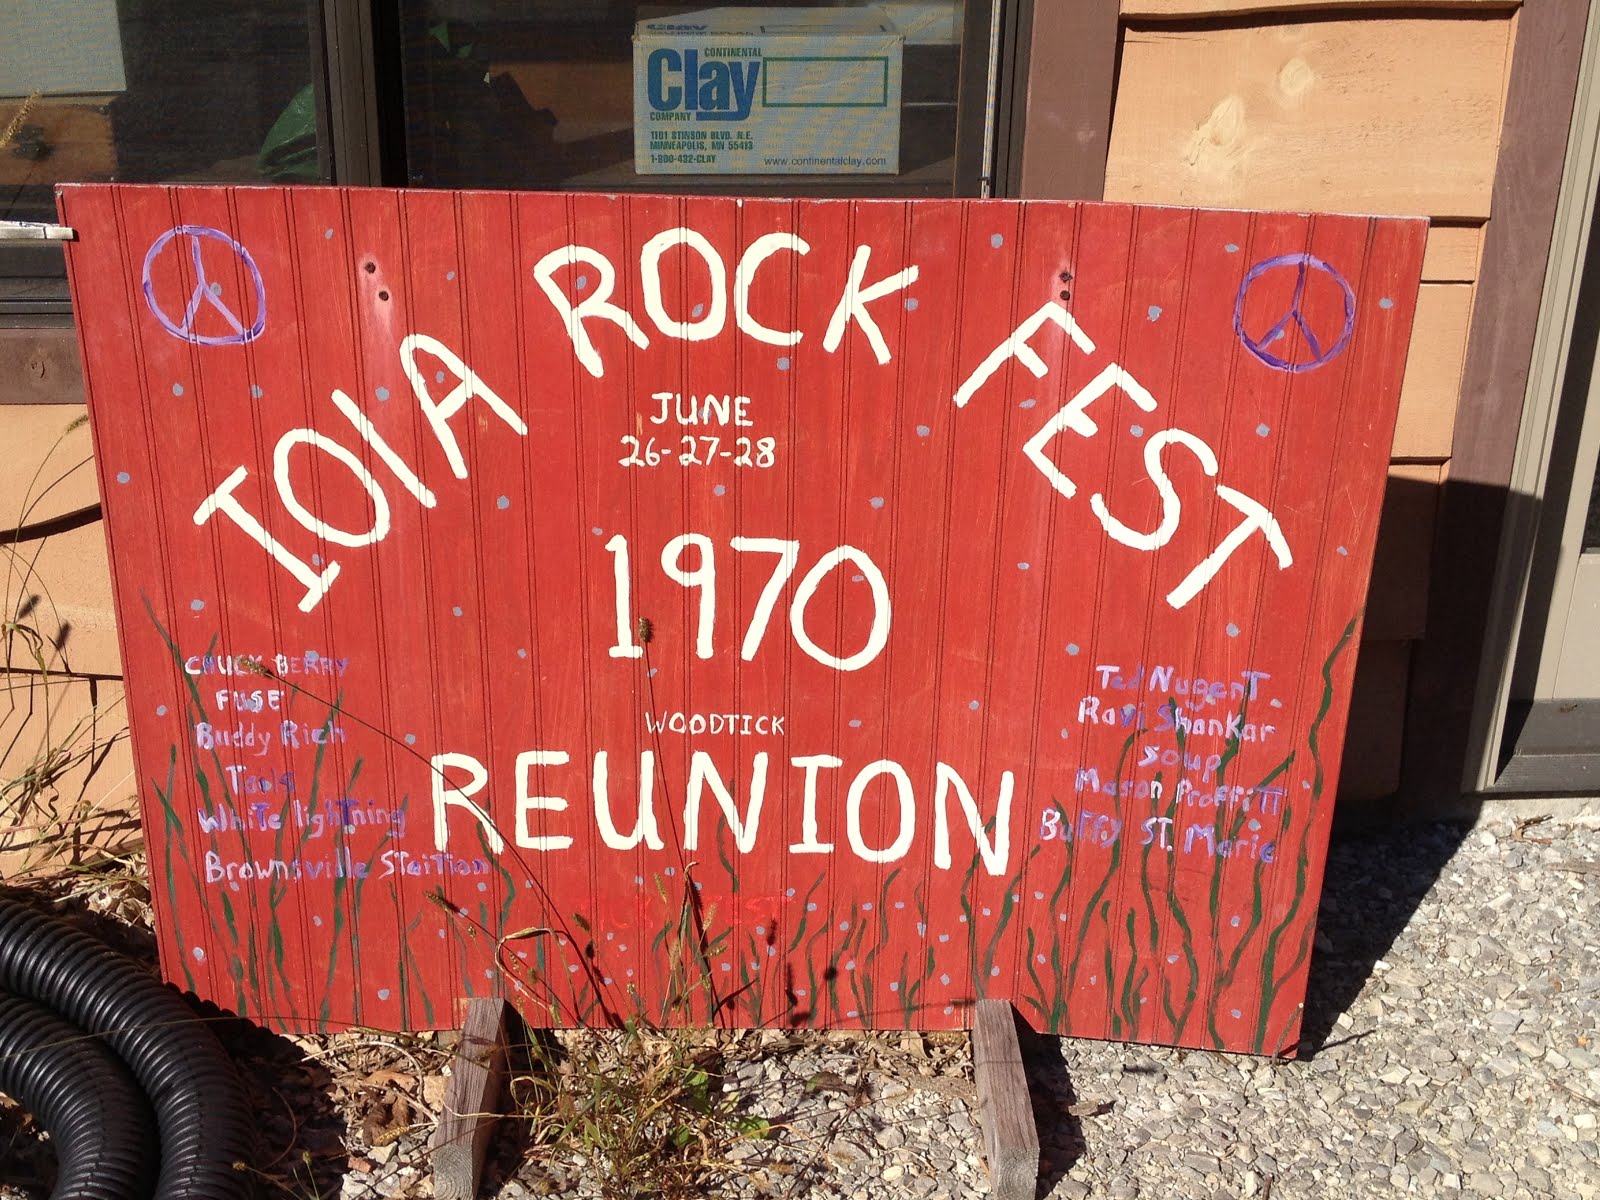 CONTINENTAL
Clay
COMPANY
1101 STINSON BLVD. N.E.
MINNEAPOLIS, MN 55413
1-800-432-CLAY
www.continentalclay.com
IOIA ROCK FEST
JUNE
26-27-28
1970
WOODTICK
REUNION
CHUCK BERRY
FUSE
Buddy Rich
Tools
White lighTning
Brownsville STaiTion
Ted NugenT
Ravi ShanKar
Soup
Mason ProffiTT
Buffy ST. Marie